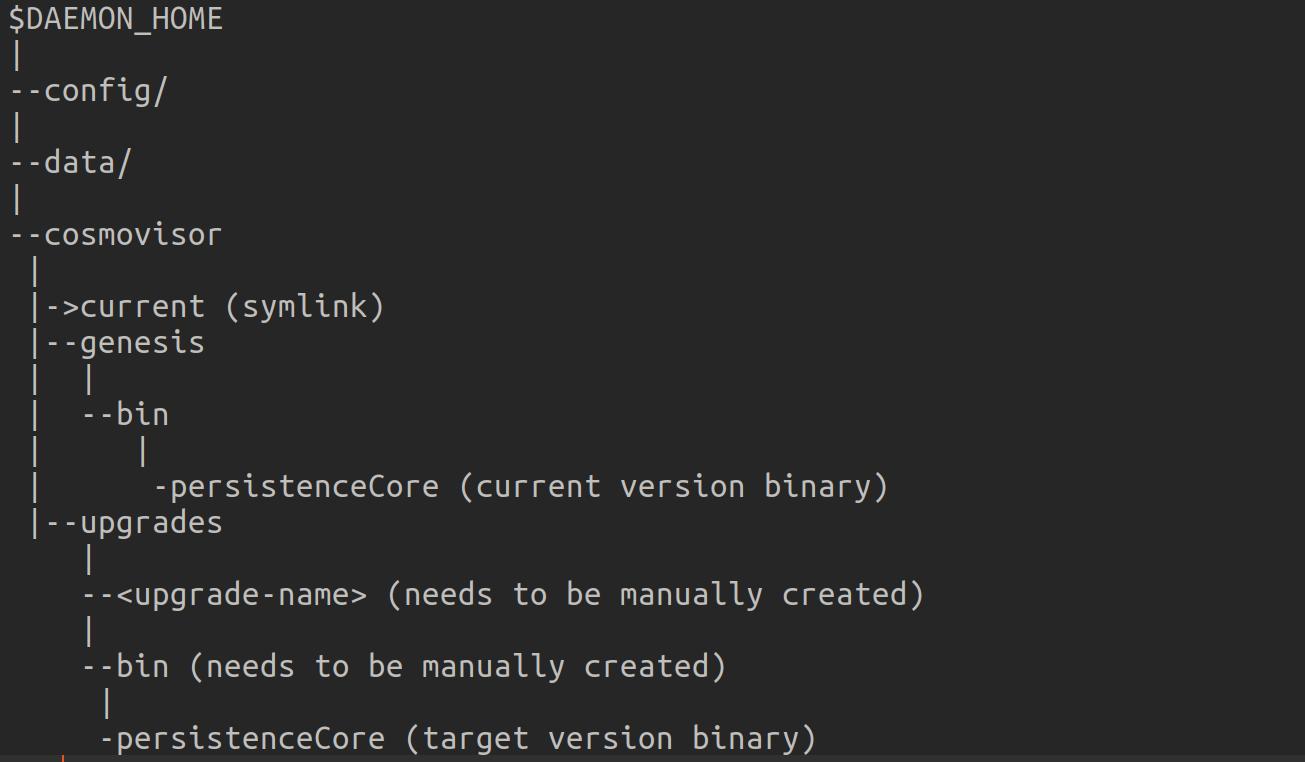 $DAEMON_HOME
|
--config/
|
--data/
|
--cosmovisor
 |
 |->current (symlink)
 |--genesis
 |  |
 |  --bin
 |     |
 |      -persistenceCore (current version binary)
 |--upgrades
    |
    --<upgrade-name> (needs to be manually created)
    |
    --bin (needs to be manually created)
     |
     -persistenceCore (target version binary)